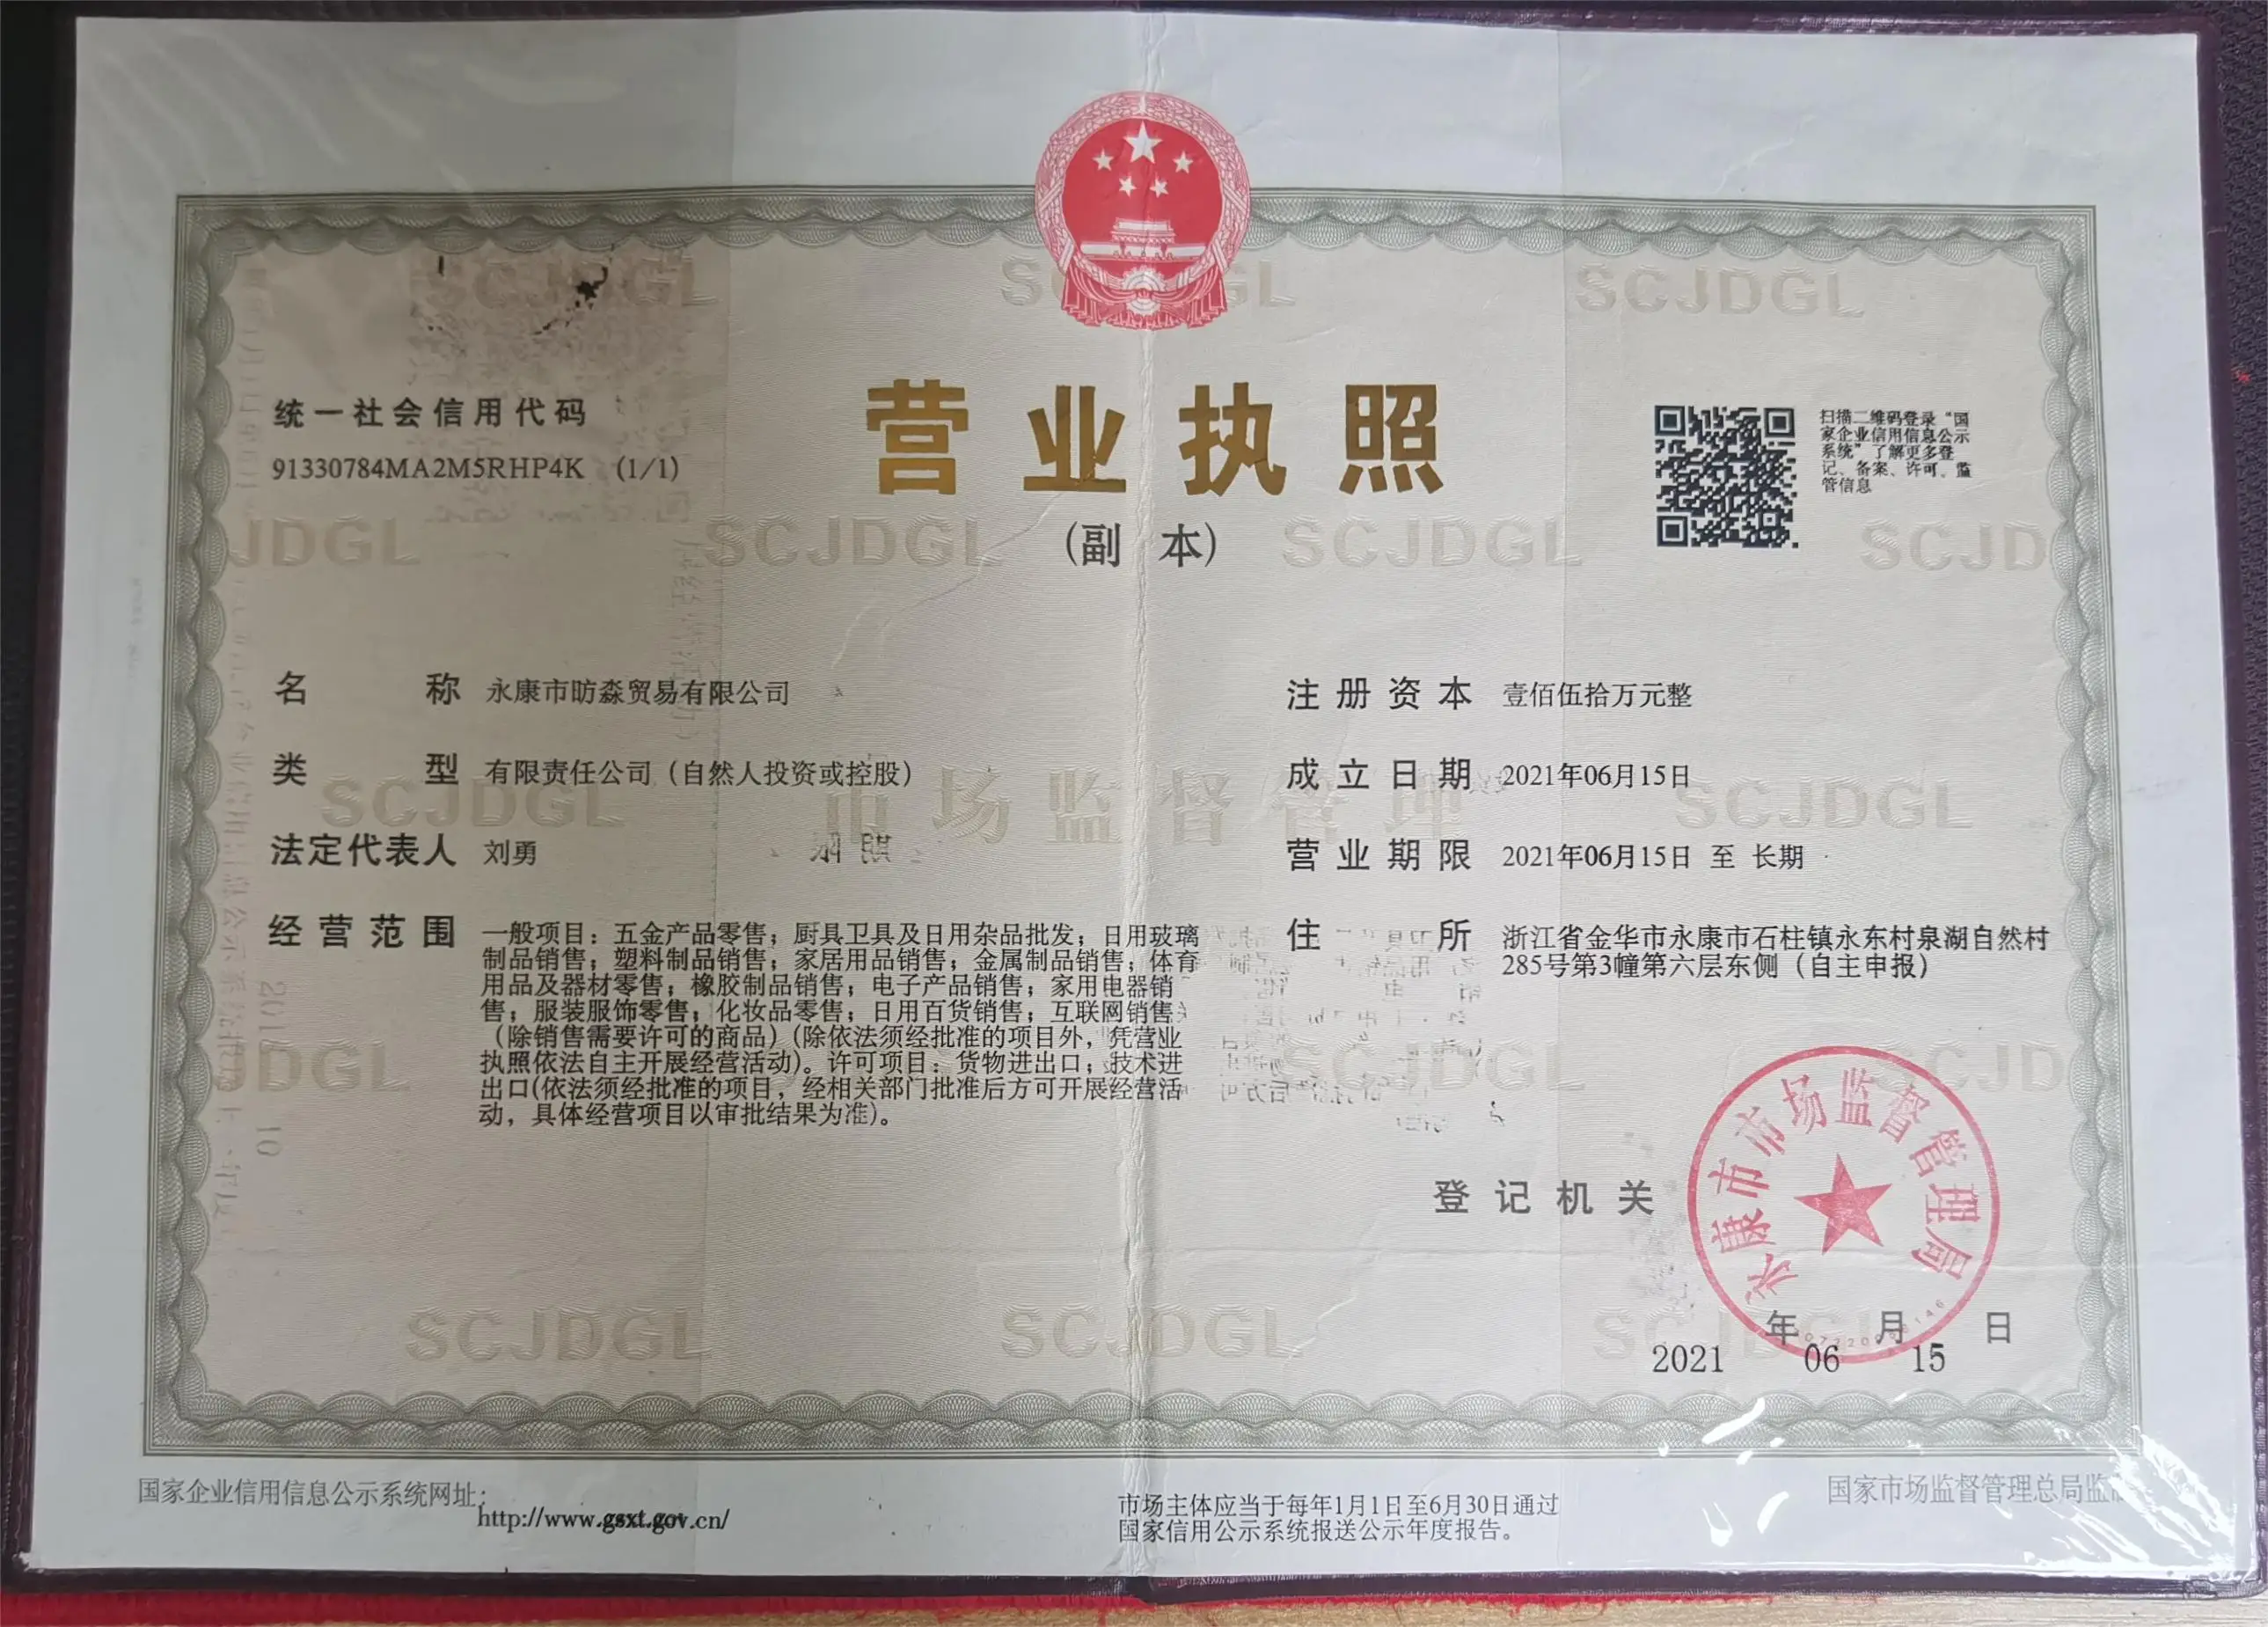 统一社会信用代码
91330784MA2M5RHP4K (1/1)
营业执照
(副 本)
扫描二维码登录“国
家企业信用信息公示
系统”了解更多登
记、备案、许可、监
管信息
名 称 永康市昉淼贸易有限公司
类 型 有限责任公司（自然人投资或控股）
法定代表人 刘勇
经营范围 一般项目：五金产品零售；厨具卫具及日用杂品批发；日用玻璃
制品销售；塑料制品销售；家居用品销售；金属制品销售；体育
用品及器材零售；橡胶制品销售；电子产品销售；家用电器销
售；服装服饰零售；化妆品零售；日用百货销售；互联网销售
（除销售需要许可的商品）(除依法须经批准的项目外，凭营业
执照依法自主开展经营活动)。许可项目：货物进出口；技术进
出口(依法须经批准的项目，经相关部门批准后方可开展经营活
动，具体经营项目以审批结果为准)。
注册资本 壹佰伍拾万元整
成立日期 2021年06月15日
营业期限 2021年06月15日 至 长期
住 所 浙江省金华市永康市石柱镇永东村泉湖自然村
285号第3幢第六层东侧（自主申报）
登记机关
永康市市场监督管理局
年 月 日
2021 06 15
国家企业信用信息公示系统网址：
http://www.gsxt.gov.cn/
市场主体应当于每年1月1日至6月30日通过
国家信用公示系统报送公示年度报告。
国家市场监督管理总局监制
SCJDGL
市场监督管理